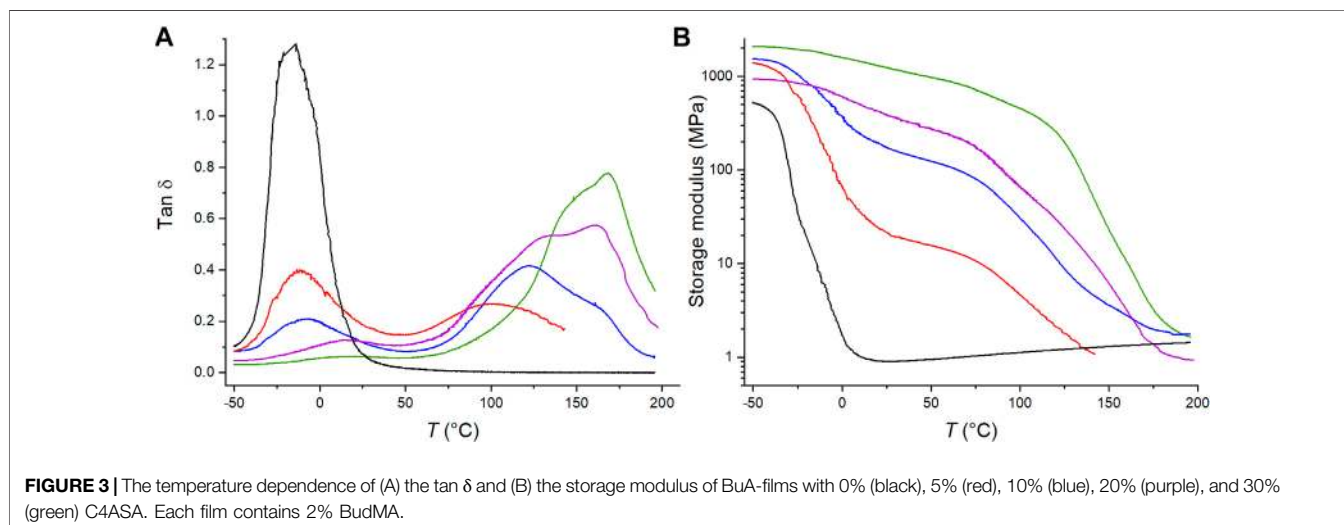 A
Tan δ
1.2
1.0
0.8
0.6
0.4
0.2
0.0
-50
0
50
100
150
200
T (°C)
B
Storage modulus (MPa)
1000
100
10
1
-50
0
50
100
150
200
T (°C)
FIGURE 3 | The temperature dependence of (A) the tan δ and (B) the storage modulus of BuA-films with 0% (black), 5% (red), 10% (blue), 20% (purple), and 30%
(green) C4ASA. Each film contains 2% BudMA.